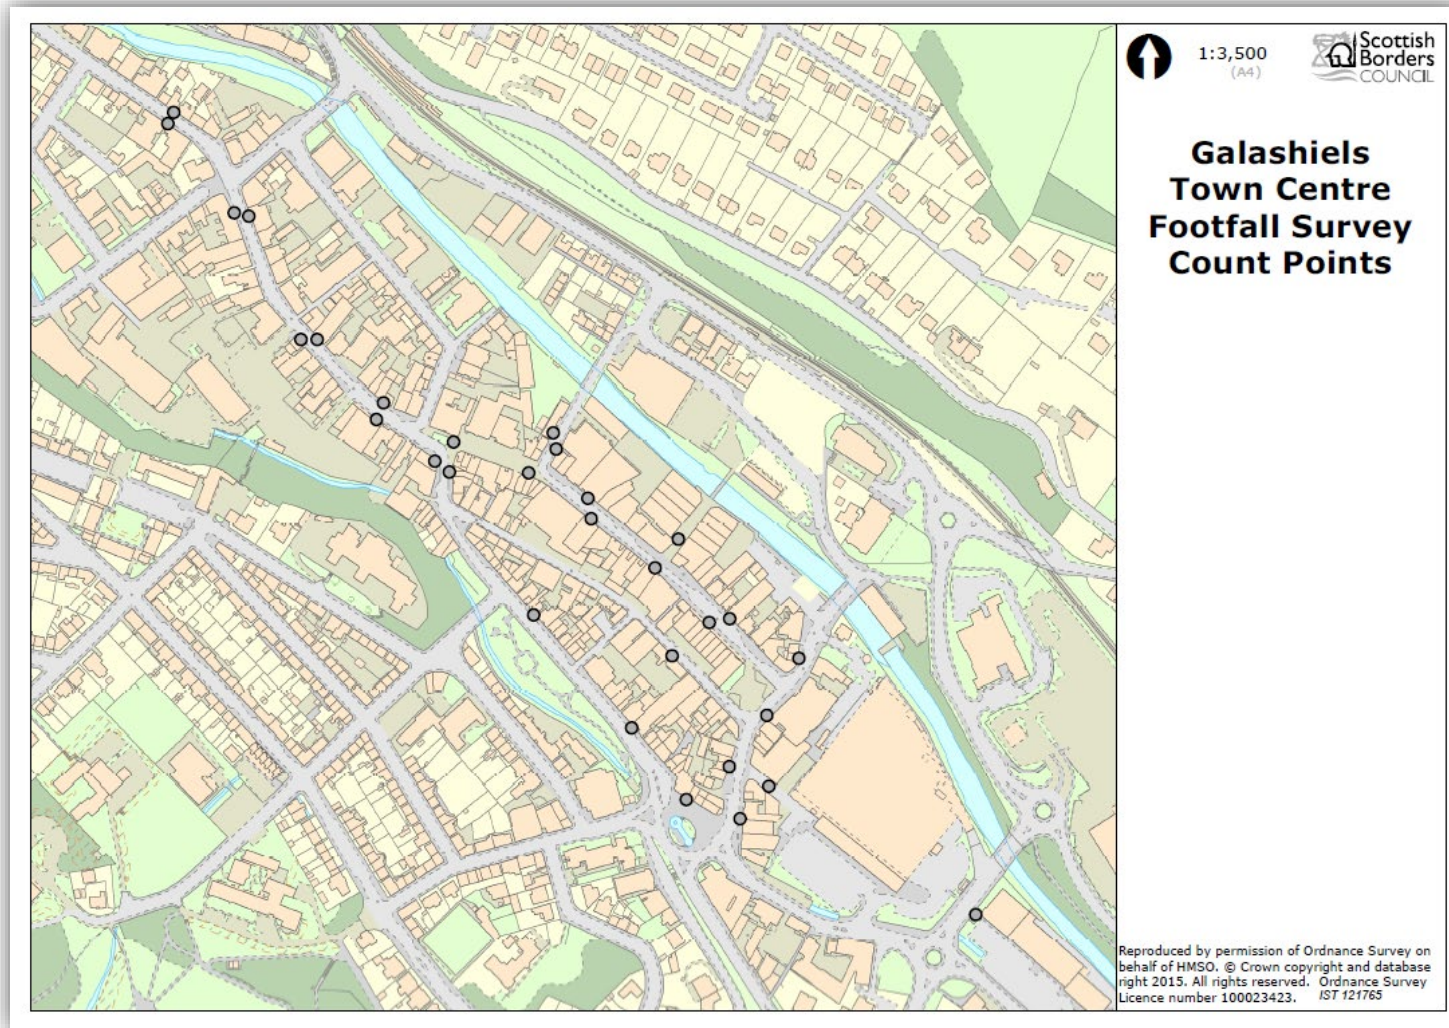 1:3,500
(A4)
Scottish
Borders
COUNCIL
Galashiels
Town Centre
Footfall Survey
Count Points
Reproduced by permission of Ordnance Survey on
behalf of HMSO. © Crown copyright and database
right 2015. All rights reserved. Ordnance Survey
Licence number 100023423. IST 121765